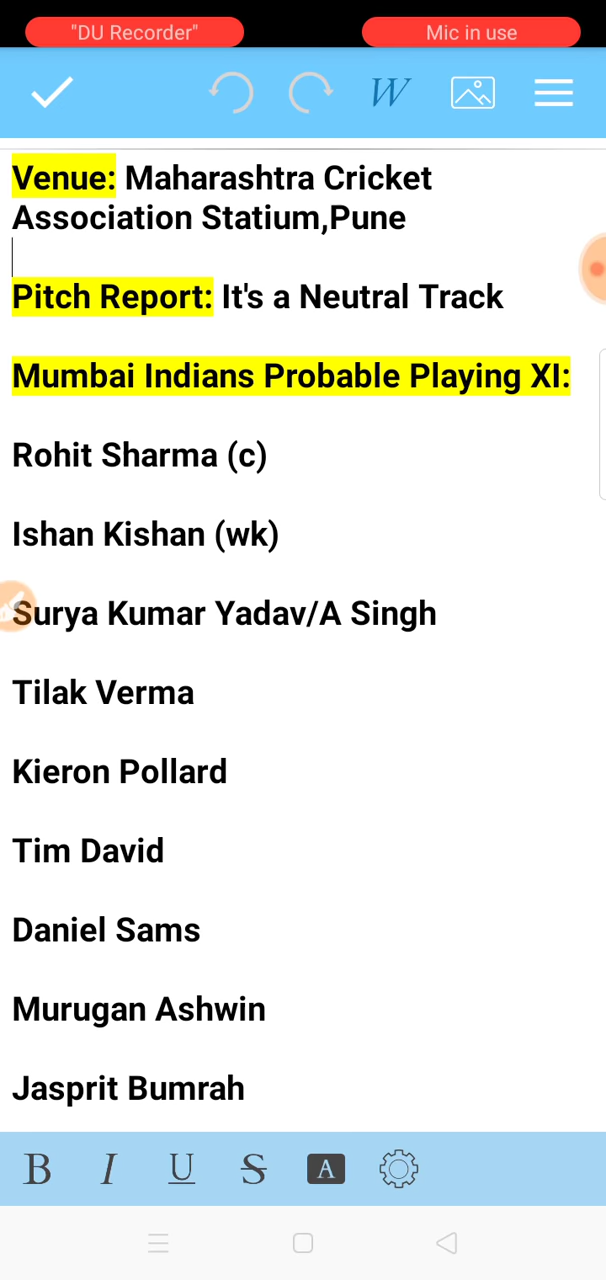 "DU Recorder" Mic in use
W
Venue: Maharashtra Cricket
Association Statium,Pune
Pitch Report: It's a Neutral Track
Mumbai Indians Probable Playing XI:
Rohit Sharma (c)
Ishan Kishan (wk)
Surya Kumar Yadav/A Singh
Tilak Verma
Kieron Pollard
Tim David
Daniel Sams
Murugan Ashwin
Jasprit Bumrah
B I U S A